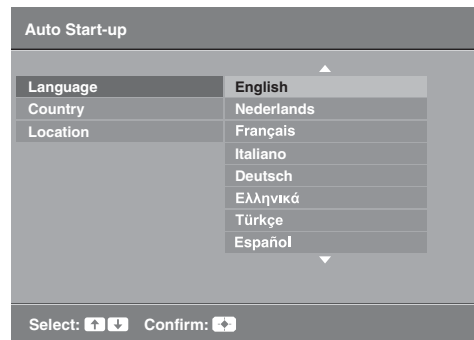 Auto Start-up
Language
Country
Location
English
Nederlands
Français
Italiano
Deutsch
Ελληνικά
Türkçe
Español
Select: Confirm: